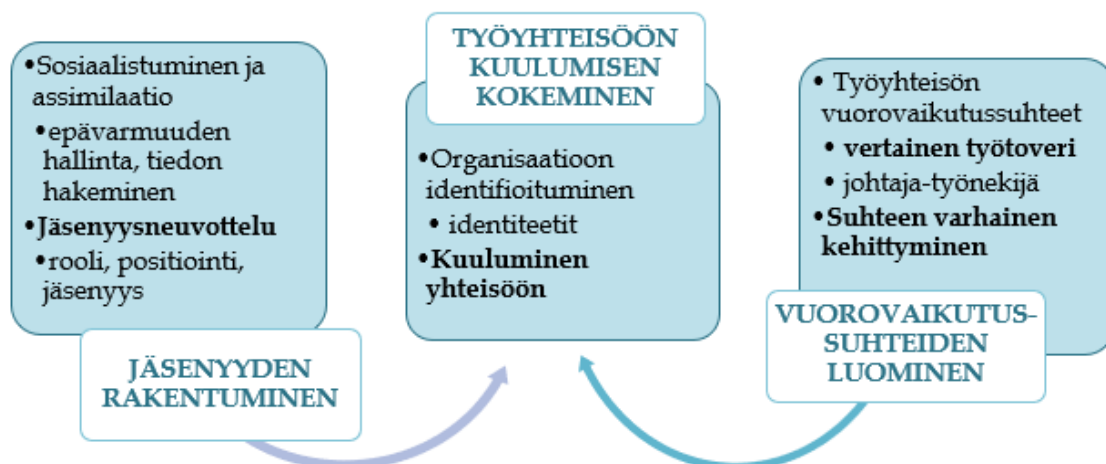 •Sosiaalistuminen ja
assimilaatio
•epävarmuuden
hallinta, tiedon
hakeminen
•Jäsenyysneuvottelu
•rooli, positiointi,
jäsenyys
JÄSENYYDEN
RAKENTUMINEN
TYÖYHTEISÖÖN
KUULUMISEN
KOKEMINEN
•Organisaatioon
identifioituminen
• identiteetit
•Kuuluminen
yhteisöön
• Työyhteisön
vuorovaikutussuhteet
• vertainen työtoveri
• johtaja-työnekijä
•Suhteen varhainen
kehittyminen
VUOROVAIKUTUS-
SUHTEIDEN
LUOMINEN